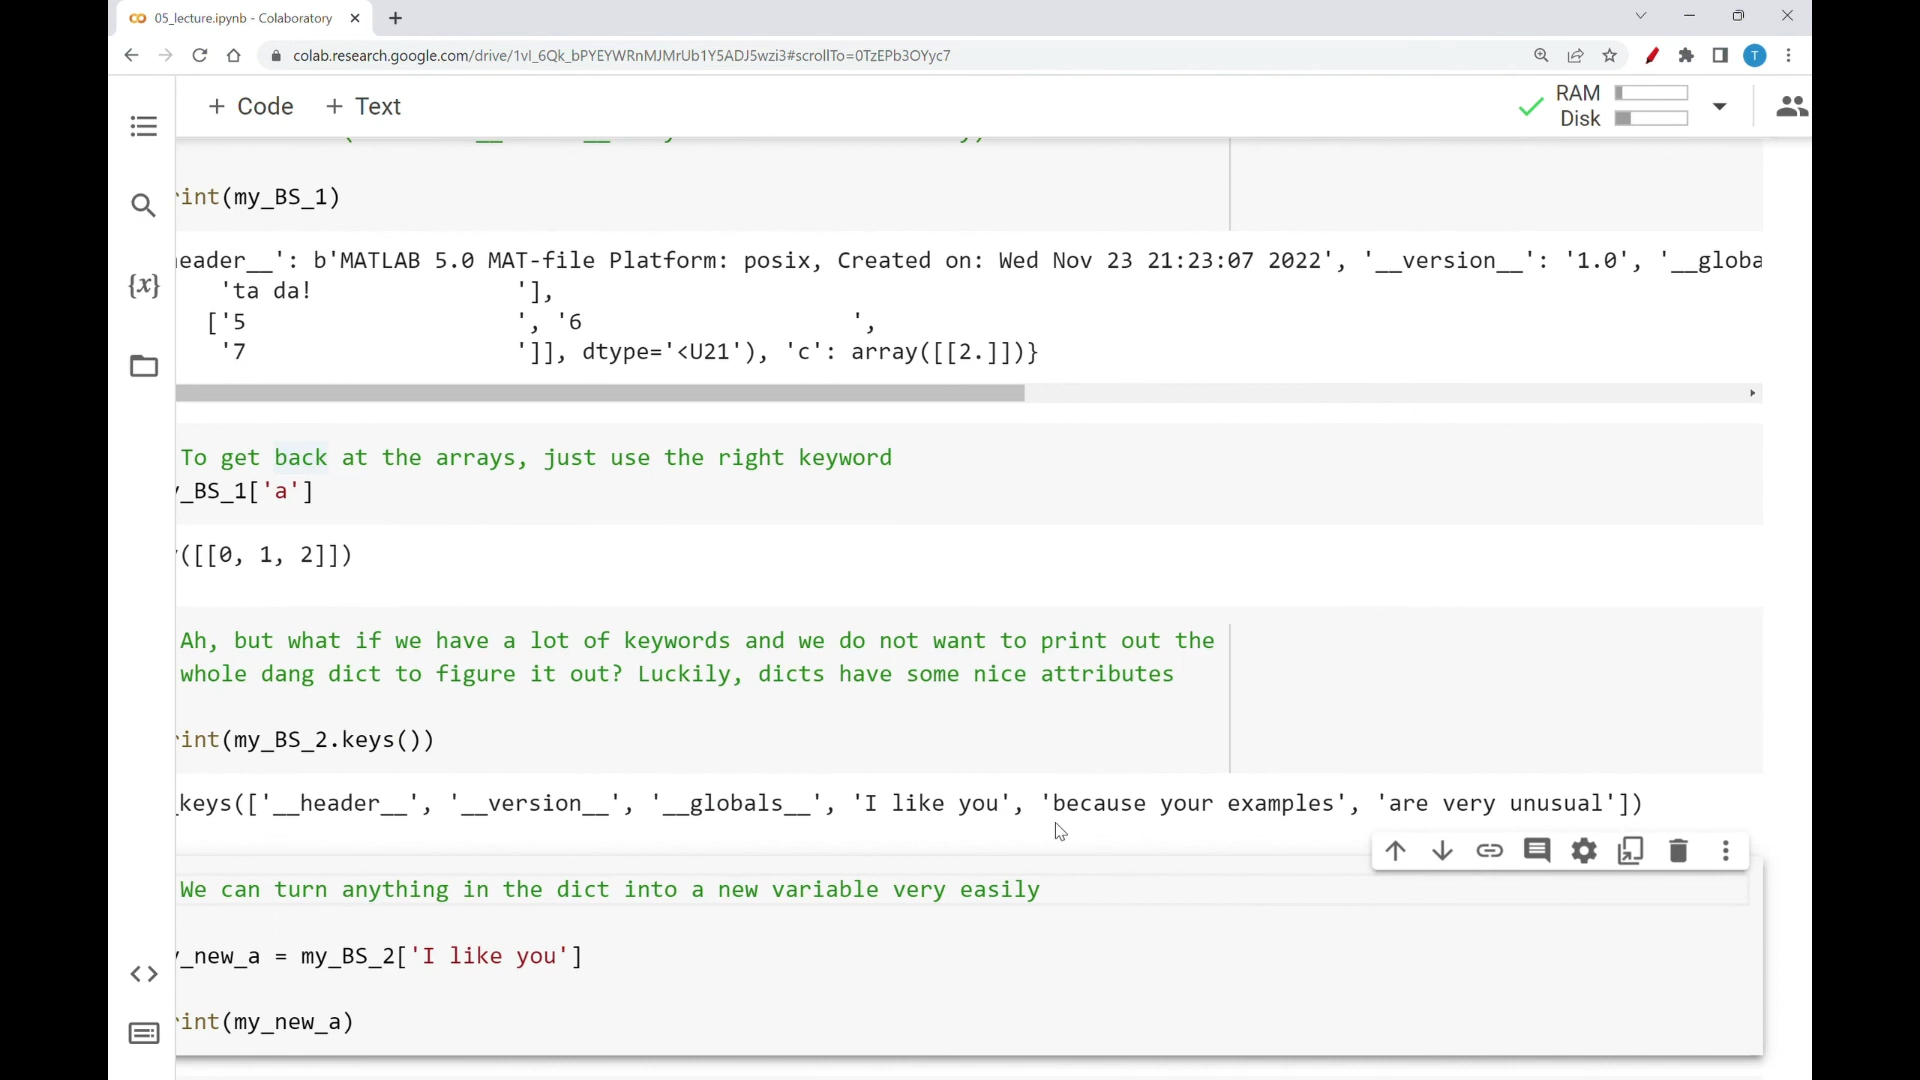 05_lecture.ipynb - Colaboratory
colab.research.google.com/drive/1vI_6Qk_bPYEYWRnMJMrUb1Y5ADJ5wzi3#scrollTo=0TzEPb3OYyc7
T
+ Code + Text
RAM
Disk
{x}
int(my_BS_1)
eader__': b'MATLAB 5.0 MAT-file Platform: posix, Created on: Wed Nov 23 21:23:07 2022', '__version__': '1.0', '__globa
'ta da! '],
['5 ', '6 ',
'7 ']], dtype='<U21'), 'c': array([[2.]])}
To get back at the arrays, just use the right keyword
_BS_1['a']
([[0, 1, 2]])
Ah, but what if we have a lot of keywords and we do not want to print out the
whole dang dict to figure it out? Luckily, dicts have some nice attributes
int(my_BS_2.keys())
keys(['__header__', '__version__', '__globals__', 'I like you', 'because your examples', 'are very unusual'])
We can turn anything in the dict into a new variable very easily
_new_a = my_BS_2['I like you']
int(my_new_a)